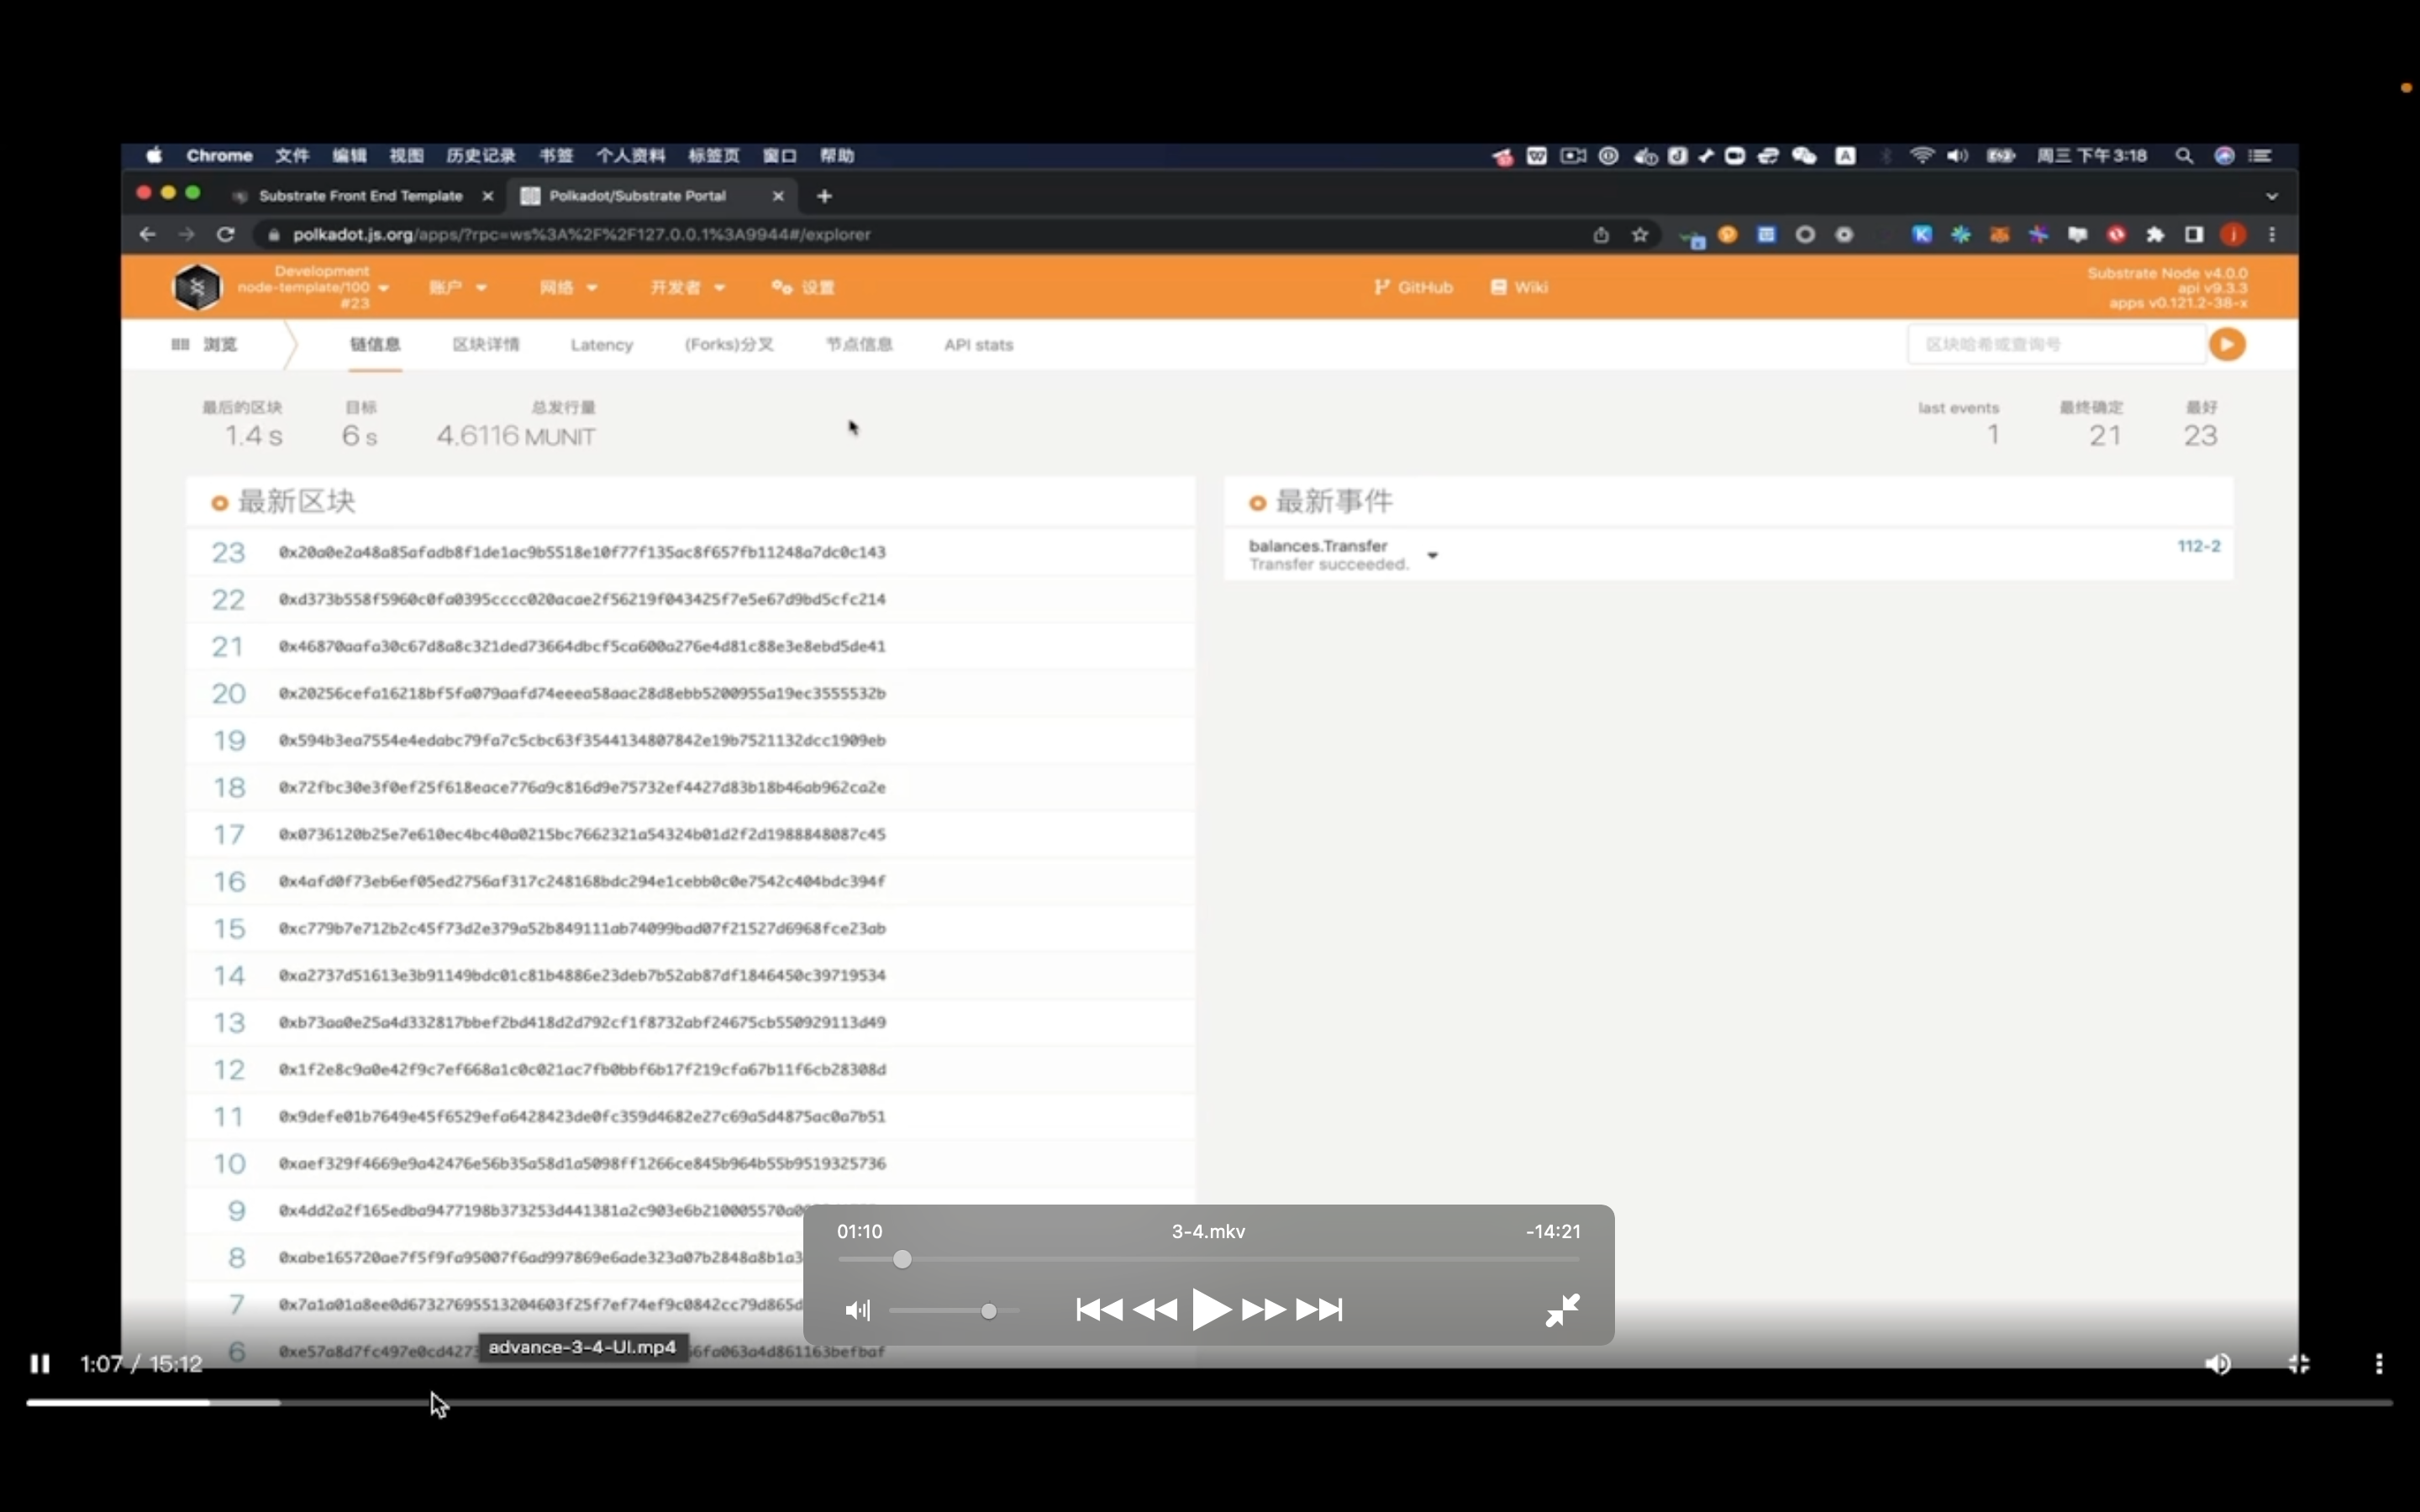 Chrome 文件 编辑 视图 历史记录 书签 个人资料 标签页 窗口 帮助 周三 下午3:18
Substrate Front End Template Polkadot/Substrate Portal
polkadot.js.org/apps/?rpc=ws%3A%2F%2F127.0.0.1%3A9944#/explorer
Development
node-template/100
#23
账户 网络 开发者 设置 GitHub Wiki
Substrate Node v4.0.0
api v9.3.3
apps v0.121.2-38-x
浏览 链信息 区块详情 Latency (Forks)分叉 节点信息 API stats 区块哈希或查询号
最后的区块 目标 总发行量 last events 最终确定 最好
1.4 s 6 s 4.6116 MUNIT 1 21 23
最新区块
23 0x20a0e2a48a85afadb8f1de1ac9b5518e10f77f135ac8f657fb11248a7dc0c143
22 0xd373b558f5960c0fa0395cccc020acae2f56219f043425f7e5e67d9bd5cfc214
21 0x46870aafa30c67d8a8c321ded73664dbcf5ca600a276e4d81c88e3e8ebd5de41
20 0x20256cefa16218bf5fa079aafd74eeea58aac28d8ebb5200955a19ec3555532b
19 0x594b3ea7554e4edabc79fa7c5cbc63f3544134807842e19b7521132dcc1909eb
18 0x72fbc30e3f0ef25f618eace776a9c816d9e75732ef4427d83b18b46ab962ca2e
17 0x0736120b25e7e610ec4bc40a0215bc7662321a54324b01d2f2d1988848087c45
16 0x4afd0f73eb6ef05ed2756af317c248168bdc294e1cebb0c0e7542c404bdc394f
15 0xc779b7e712b2c45f73d2e379a52b849111ab74099bad07f21527d6968fce23ab
14 0xa2737d51613e3b91149bdc01c81b4886e23deb7b52ab87df1846450c39719534
13 0xb73aa0e25a4d332817bbef2bd418d2d792cf1f8732abf24675cb550929113d49
12 0x1f2e8c9a0e42f9c7ef668a1c0c021ac7fb0bbf6b17f219cfa67b11f6cb28308d
11 0x9defe01b7649e45f6529efa6428423de0fc359d4682e27c69a5d4875ac0a7b51
10 0xaef329f4669e9a42476e56b35a58d1a5098ff1266ce845b964b55b9519325736
9 0x4dd2a2f165edba9477198b373253d441381a2c903e6b210005570a0
8 0xabe165720ae7f5f9fa95007f6ad997869e6ade323a07b2848a8b1a3
7 0x7a1a01a8ee0d67327695513204603f25f7ef74ef9c0842cc79d865d
6 0xe57a8d7fc497e0cd427 6fa063a4d861163befbaf
最新事件
balances.Transfer 112-2
Transfer succeeded.
01:10 3-4.mkv -14:21
advance-3-4-UI.mp4
1:07 / 15:12